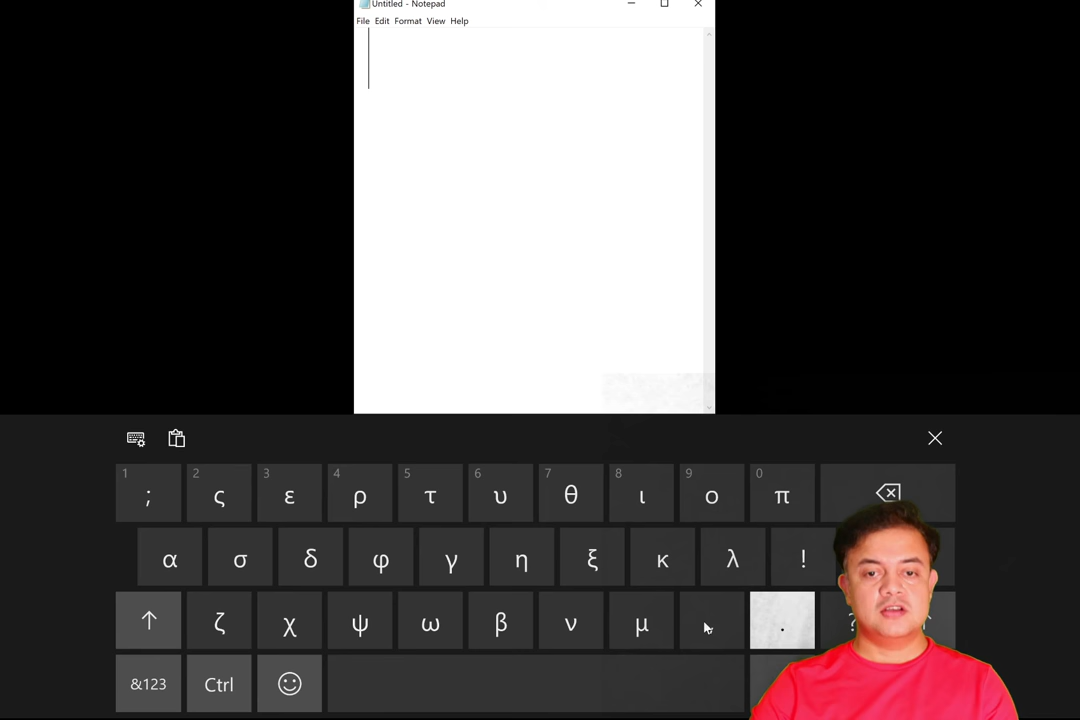 Untitled - Notepad
File Edit Format View Help
1 2 3 4 5 6 7 8 9 0
; ς ε ρ τ υ θ ι ο π
α σ δ φ γ η ξ κ λ !
ζ χ ψ ω β ν μ . ?
&123 Ctrl